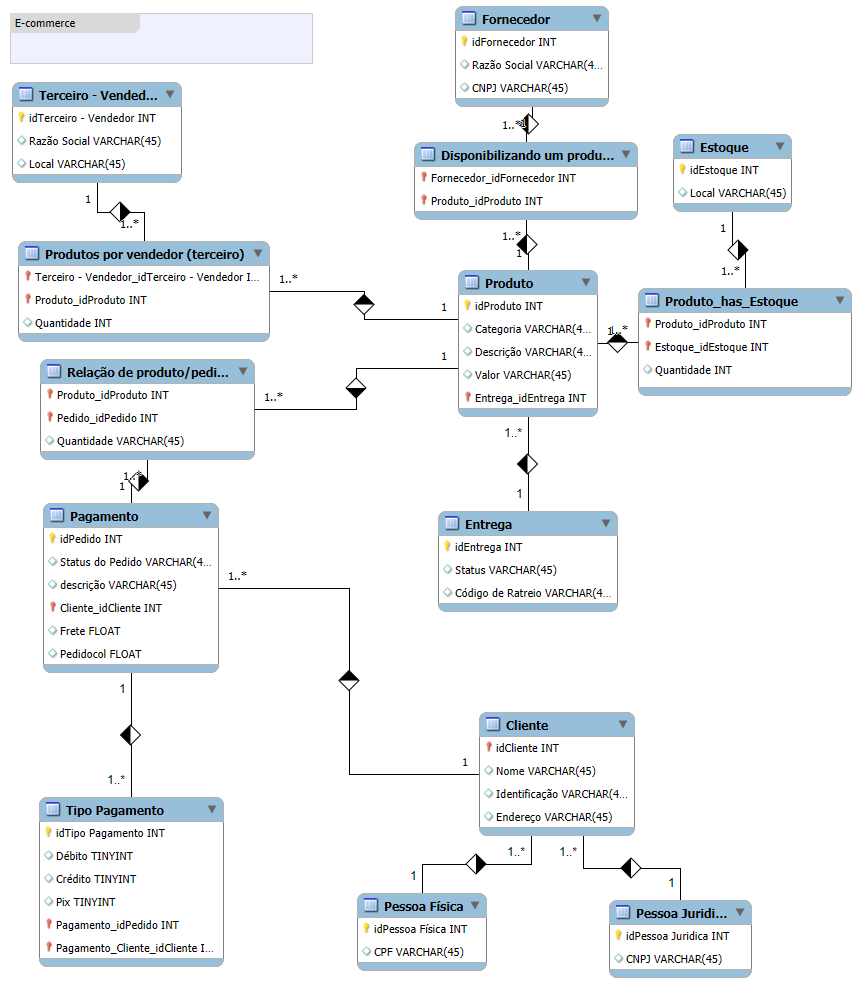 E-commerce
Fornecedor
idFornecedor INT
Razão Social VARCHAR(4...
CNPJ VARCHAR(45)
1..*
Terceiro - Vended...
idTerceiro - Vendedor INT
Razão Social VARCHAR(45)
Local VARCHAR(45)
1
1..*
Disponibilizando um produ...
Fornecedor_idFornecedor INT
Produto_idProduto INT
1..*
1
Estoque
idEstoque INT
Local VARCHAR(45)
1
1..*
Produtos por vendedor (terceiro)
Terceiro - Vendedor_idTerceiro - Vendedor I...
Produto_idProduto INT
Quantidade INT
1..*
1
Produto
idProduto INT
Categoria VARCHAR(4...
Descrição VARCHAR(4...
Valor VARCHAR(45)
Entrega_idEntrega INT
1
1..*
Produto_has_Estoque
Produto_idProduto INT
Estoque_idEstoque INT
Quantidade INT
Relação de produto/pedi...
Produto_idProduto INT
Pedido_idPedido INT
Quantidade VARCHAR(45)
1..*
1
1..*
1
1..*
1
Pagamento
idPedido INT
Status do Pedido VARCHAR(4...
descrição VARCHAR(45)
Cliente_idCliente INT
Frete FLOAT
Pedidocol FLOAT
1..*
1
Entrega
idEntrega INT
Status VARCHAR(45)
Código de Ratreio VARCHAR(4...
1
1..*
Tipo Pagamento
idTipo Pagamento INT
Débito TINYINT
Crédito TINYINT
Pix TINYINT
Pagamento_idPedido INT
Pagamento_Cliente_idCliente I...
Cliente
idCliente INT
Nome VARCHAR(45)
Identificação VARCHAR(4...
Endereço VARCHAR(45)
1..*
1..*
1
1
Pessoa Física
idPessoa Física INT
CPF VARCHAR(45)
Pessoa Juridi...
idPessoa Juridica INT
CNPJ VARCHAR(45)